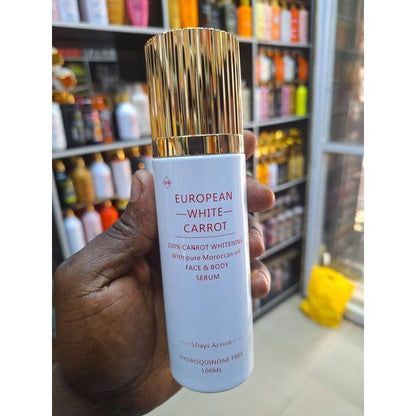 EUROPEAN
—WHITE—
CARROT
100% CARROT WHITENING
With pure Moroccan oil
FACE & BODY
SERUM
—5Days Action—
HYDROQUINONE FREE
100ML